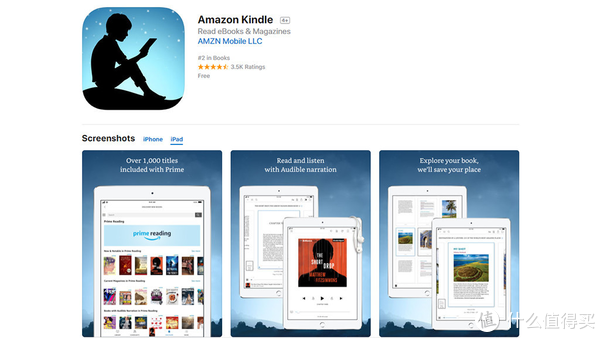 Amazon Kindle 4+
Read eBooks & Magazines
AMZN Mobile LLC
#2 in Books
3.5K Ratings
Free
Screenshots iPhone iPad
Over 1,000 titles
included with Prime
Prime Reading
prime reading
Read and listen
with Audible narration
THE
SHORT
DROP
MATTHEW
FITZSIMMONS
Explore your book,
we'll save your place
值 什么值得买